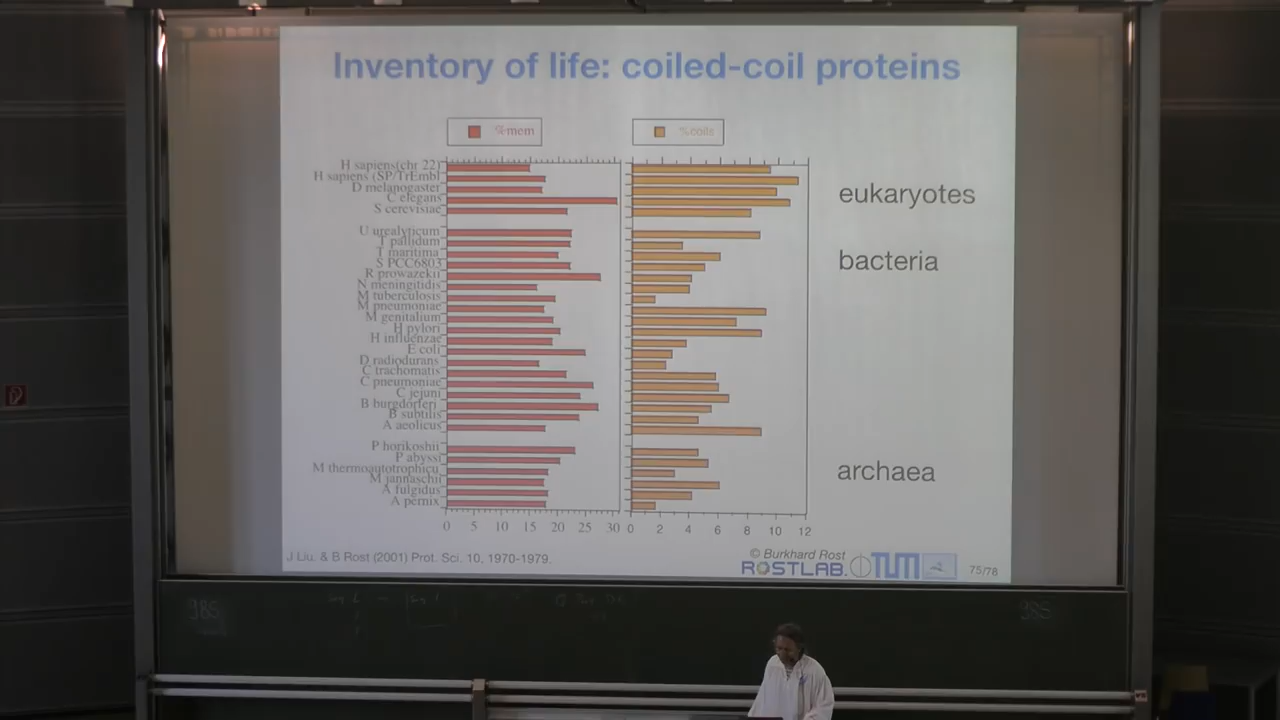 Inventory of life: coiled-coil proteins
%mem
%coils
H sapiens(chr 22)
H sapiens (SP/TrEmbl
D melanogaster
C elegans
S cerevisiae
eukaryotes
U urealyticum
T pallidum
T maritima
S PCC6803
R prowazekii
N meningitidis
M tuberculosis
M pneumoniae
M genitalium
H pylori
H influenzae
E coli
D radiodurans
C trachomatis
C pneumoniae
C jejuni
B burgdorferi
B subtilis
A aeolicus
bacteria
P horikoshii
P abyssi
M thermoautotrophicu
M jannaschii
A fulgidus
A pernix
archaea
0 5 10 15 20 25 30
0 2 4 6 8 10 12
J Liu. & B Rost (2001) Prot. Sci. 10, 1970-1979.
© Burkhard Rost
ROSTLAB.
TUM
75/78
985
985